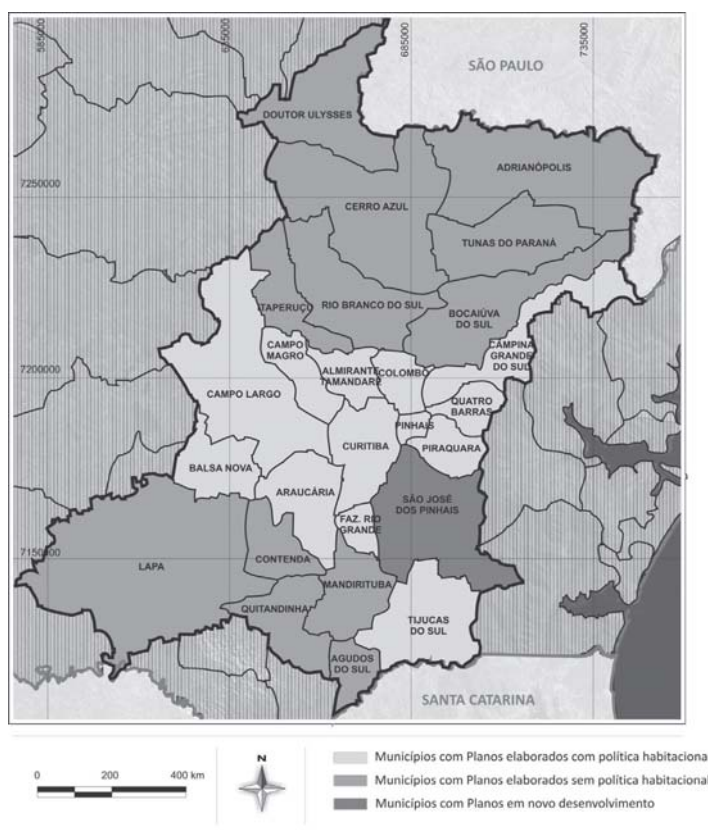 585000
685000
735000
SÃO PAULO
DOUTOR ULYSSES
ADRIANÓPOLIS
7250000
CERRO AZUL
TUNAS DO PARANÁ
TAPERUÇÚ
RIO BRANCO DO SUL
BOCAIÚVA
DO SUL
CAMPO
MAGRO
CAMPINA
GRANDE
DO SUL
7200000
ALMIRANTE
TAMANDARÉ
COLOMBO
CAMPO LARGO
QUATRO
BARRAS
PINHAIS
CURITIBA
PIRAQUARA
BALSA NOVA
ARAUCÁRIA
SÃO JOSÉ
DOS PINHAIS
FAZ. RIO
GRANDE
7150000
LAPA
CONTENDA
MANDIRITUBA
QUITANDINHA
TIJUCAS
DO SUL
AGUDOS
DO SUL
SANTA CATARINA
0 200 400 km
N
Municípios com Planos elaborados com política habitaciona
Municípios com Planos elaborados sem política habitacional
Municípios com Planos em novo desenvolvimento